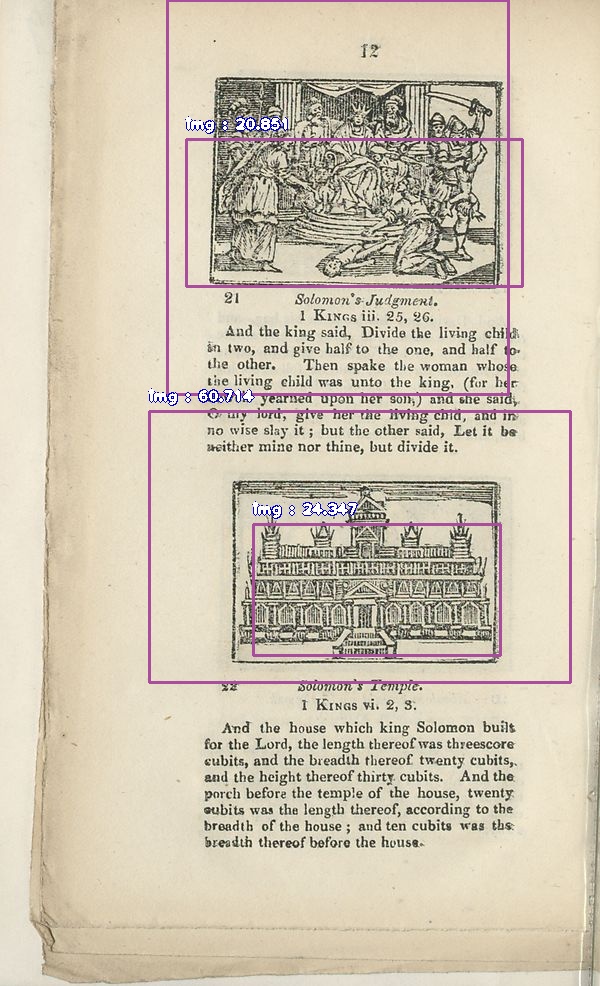 12
img : 20.851
21 Solomon's Judgment.
1 KINGS iii. 25, 26.
And the king said, Divide the living child
in two, and give half to the one, and half to
the other. Then spake the woman whose
the living child was unto the king, (for her
img : 60.714
yearned upon her son,) and she said,
O my lord, give her the living chid, and in
no wise slay it ; but the other said, Let it be
neither mine nor thine, but divide it.
img : 24.347
22 Solomon's Temple.
1 KINGS vi. 2, 3.
And the house which king Solomon built
for the Lord, the length thereof was threescore
cubits, and the breadth thereof twenty cubits,
and the height thereof thirty cubits. And the
porch before the temple of the house, twenty
cubits was the length thereof, according to the
breadth of the house ; and ten cubits was the
breadth thereof before the house.